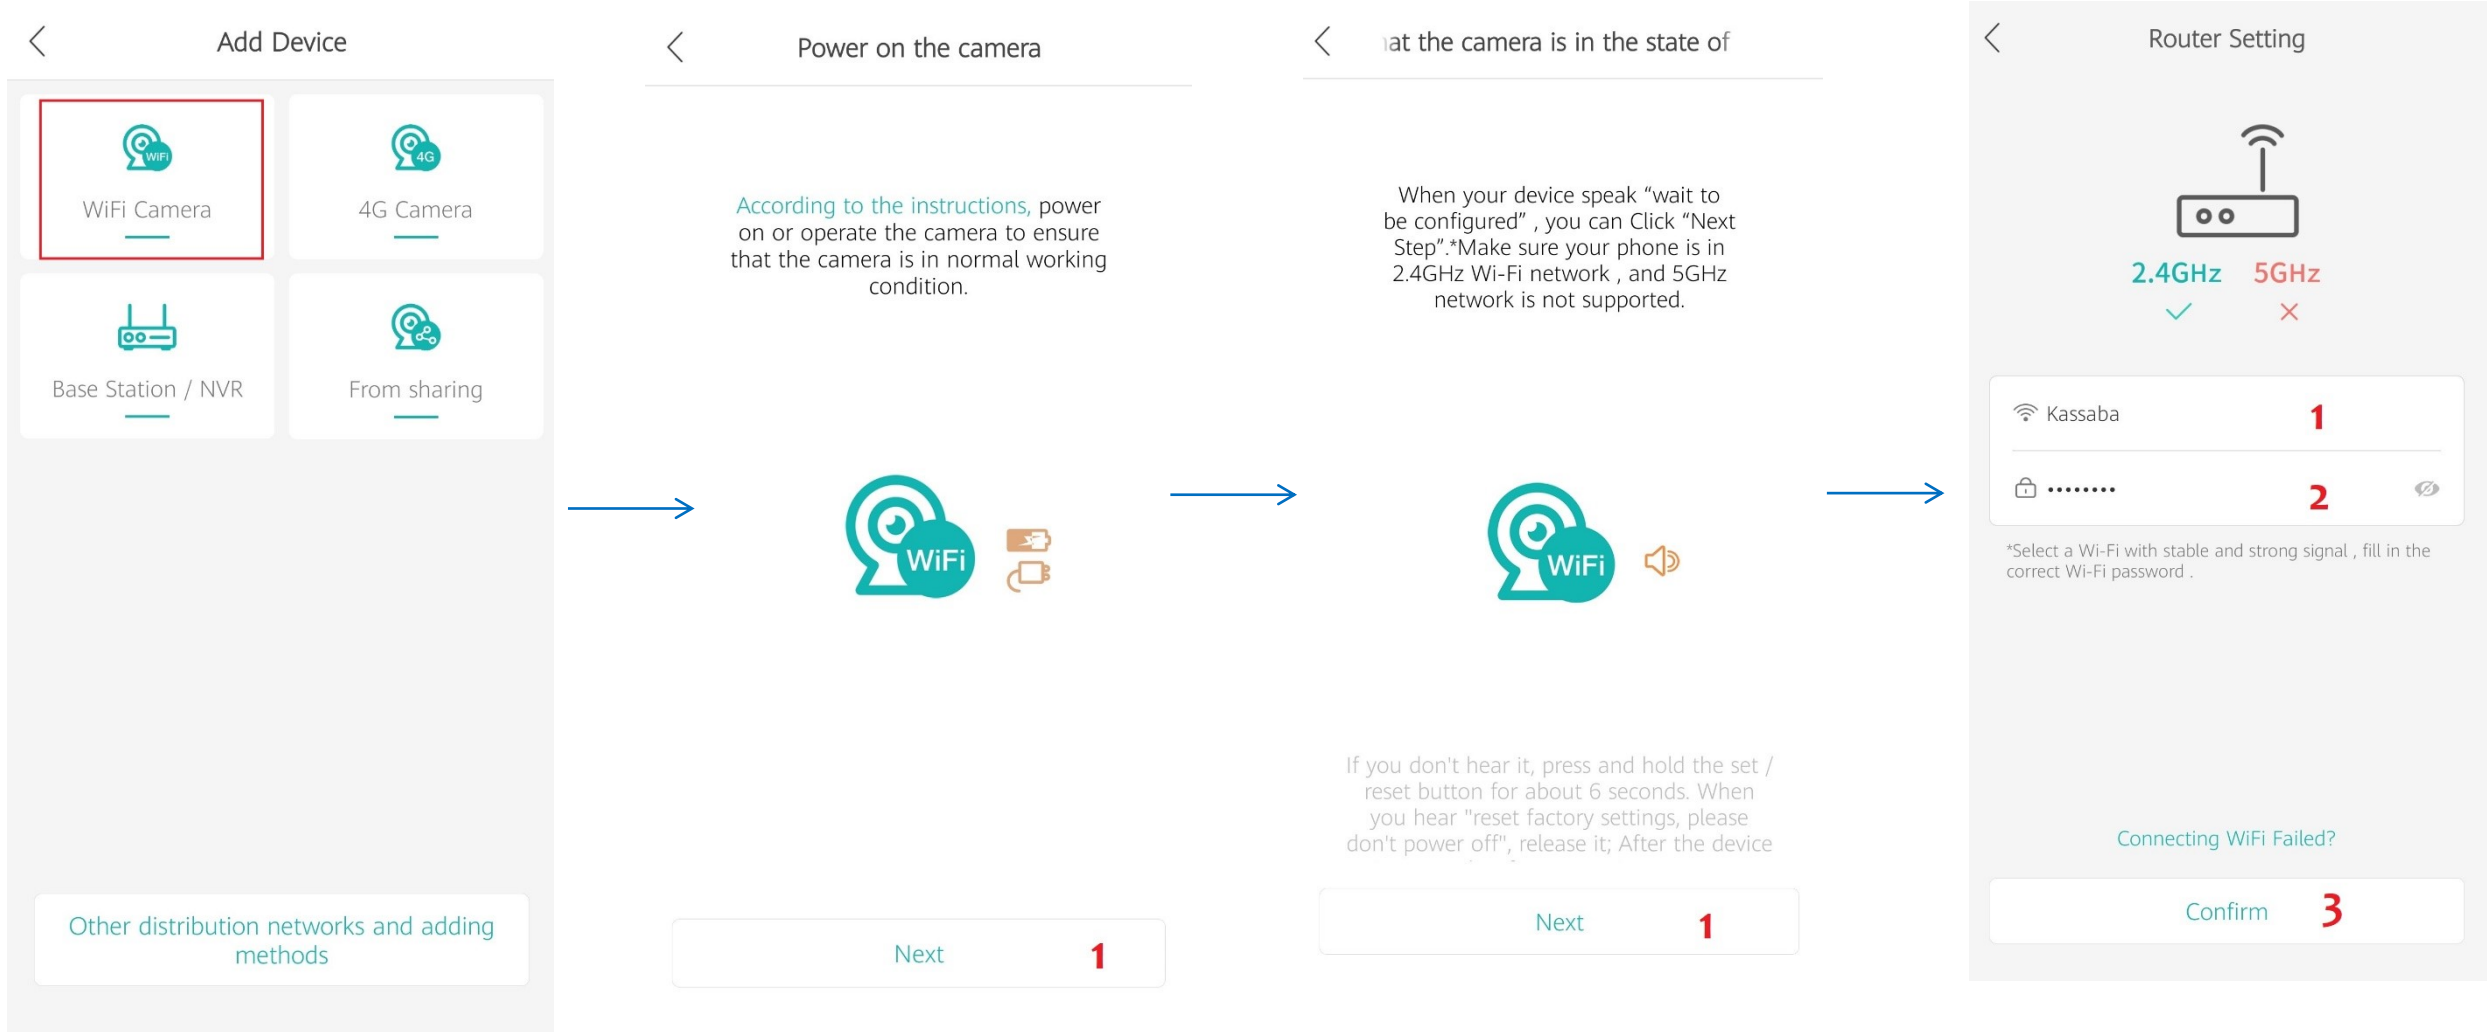 Add Device
WiFi
WiFi Camera
4G
4G Camera
Base Station / NVR
From sharing
Other distribution networks and adding
methods
Power on the camera
According to the instructions, power
on or operate the camera to ensure
that the camera is in normal working
condition.
WiFi
Next 1
at the camera is in the state of
When your device speak “wait to
be configured” , you can Click “Next
Step”.*Make sure your phone is in
2.4GHz Wi-Fi network , and 5GHz
network is not supported.
WiFi
If you don't hear it, press and hold the set /
reset button for about 6 seconds. When
you hear "reset factory settings, please
don't power off", release it; After the device
Next 1
Router Setting
2.4GHz 5GHz
Kassaba 1
•••••••• 2
*Select a Wi-Fi with stable and strong signal , fill in the
correct Wi-Fi password .
Connecting WiFi Failed?
Confirm 3